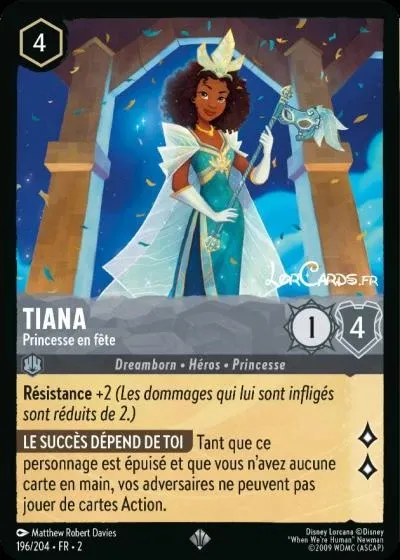 4
LORCARDS.FR
TIANA
Princesse en fête
1
4
Dreamborn • Héros • Princesse
Résistance +2 (Les dommages qui lui sont infligés
sont réduits de 2.)
LE SUCCÈS DÉPEND DE TOI Tant que ce
personnage est épuisé et que vous n'avez aucune
carte en main, vos adversaires ne peuvent pas
jouer de cartes Action.
Matthew Robert Davies
196/204 • FR • 2
Disney Lorcana ©Disney
"When We're Human" Newman
©2009 WDMC (ASCAP)